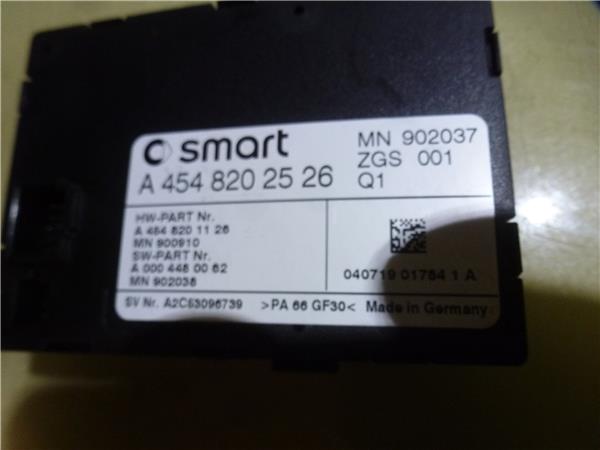 smart
MN 902037
ZGS 001
A 454 820 25 26
Q1
HW-PART Nr.
A 454 820 11 26
MN 900910
SW-PART Nr.
A 000 448 00 62
MN 902038
040719 01784 1 A
SV Nr. A2C53096739 >PA 66 GF30< Made in Germany